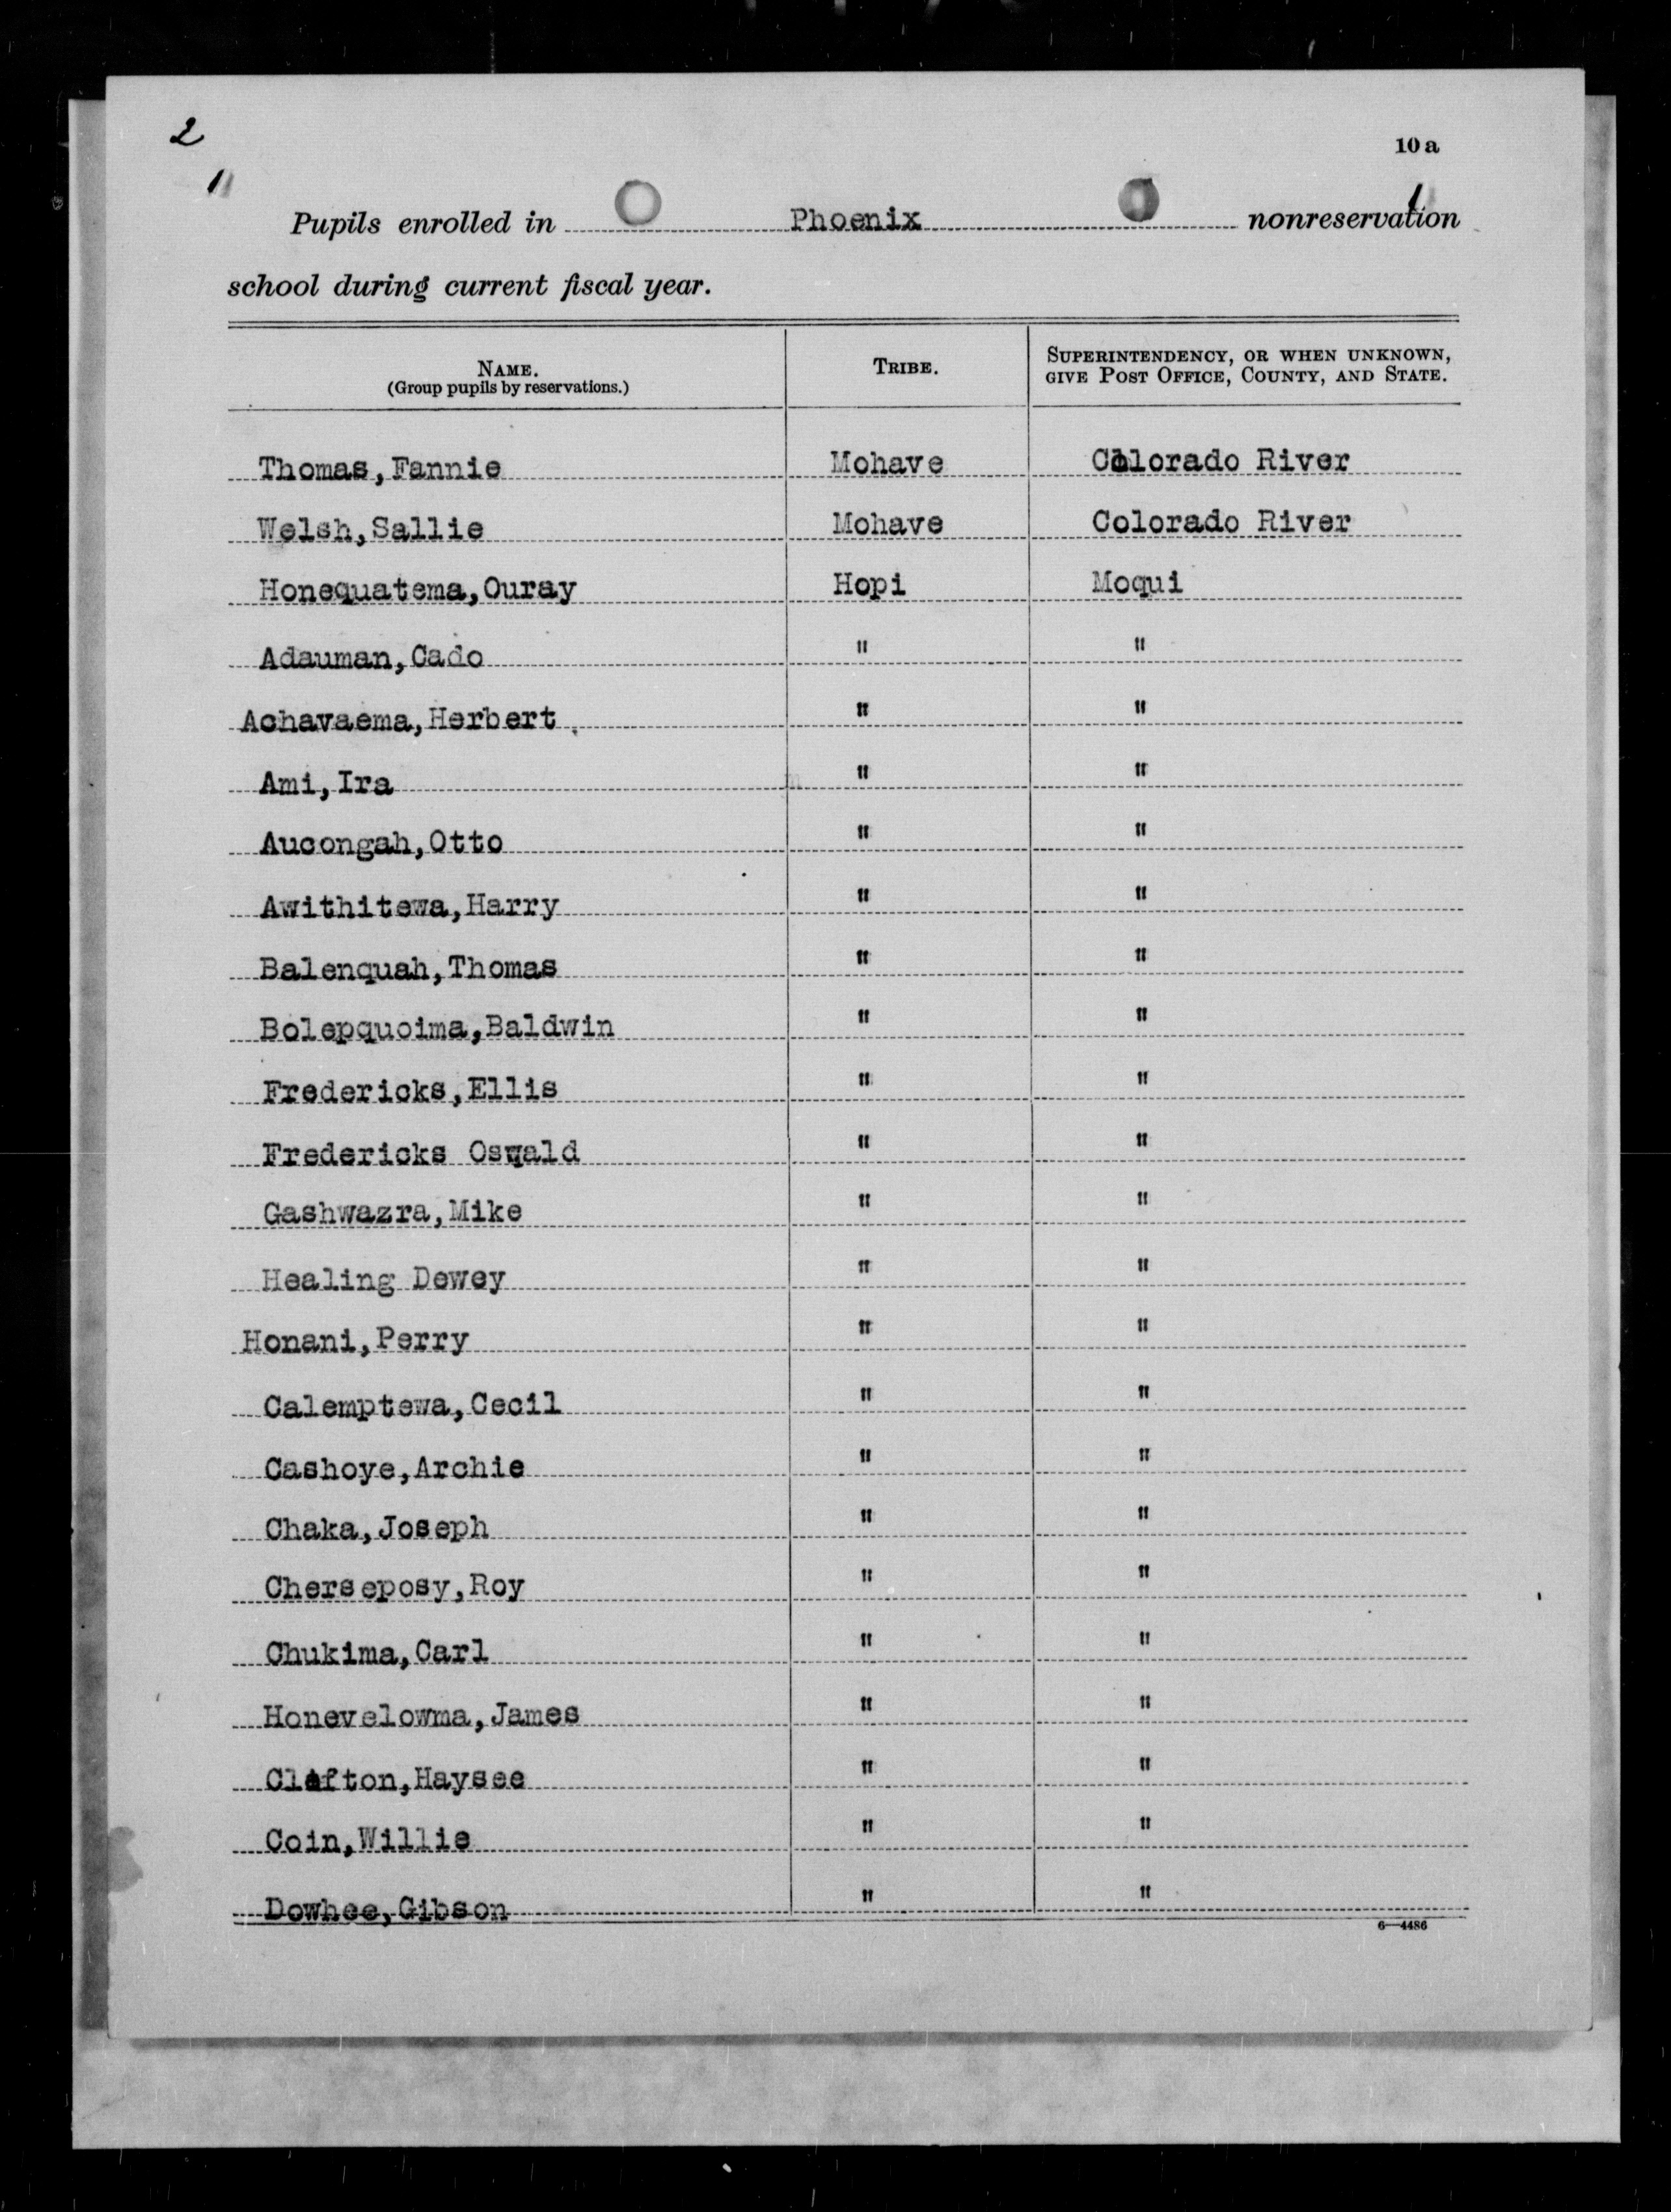 2
10 a
Pupils enrolled in Phoenix nonreservation
school during current fiscal year.
NAME.
(Group pupils by reservations.)
TRIBE.
SUPERINTENDENCY, OR WHEN UNKNOWN,
GIVE POST OFFICE, COUNTY, AND STATE.
Thomas,Fannie Mohave Colorado River
Welsh,Sallie Mohave Colorado River
Honequatema,Ouray Hopi Moqui
Adauman,Cado " "
Achavaema,Herbert " "
Ami,Ira " "
Aucongah,Otto " "
Awithitewa,Harry " "
Balenquah,Thomas " "
Bolepquoima,Baldwin " "
Fredericks,Ellis " "
Fredericks Oswald " "
Gashwazra,Mike " "
Healing Dewey " "
Honani,Perry " "
Calemptewa,Cecil " "
Cashoye,Archie " "
Chaka,Joseph " "
Cherseposy,Roy " "
Chukima,Carl " "
Honevelowma,James " "
Haysee " "
Coin,Willie " "
Dowhee,Gibson " "
6—4486